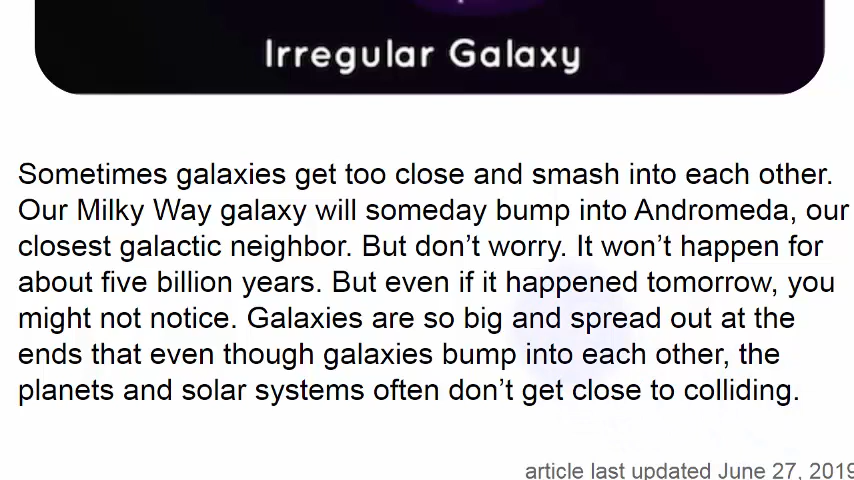 Irregular Galaxy
Sometimes galaxies get too close and smash into each other.
Our Milky Way galaxy will someday bump into Andromeda, our
closest galactic neighbor. But don’t worry. It won’t happen for
about five billion years. But even if it happened tomorrow, you
might not notice. Galaxies are so big and spread out at the
ends that even though galaxies bump into each other, the
planets and solar systems often don’t get close to colliding.
article last updated June 27, 2019